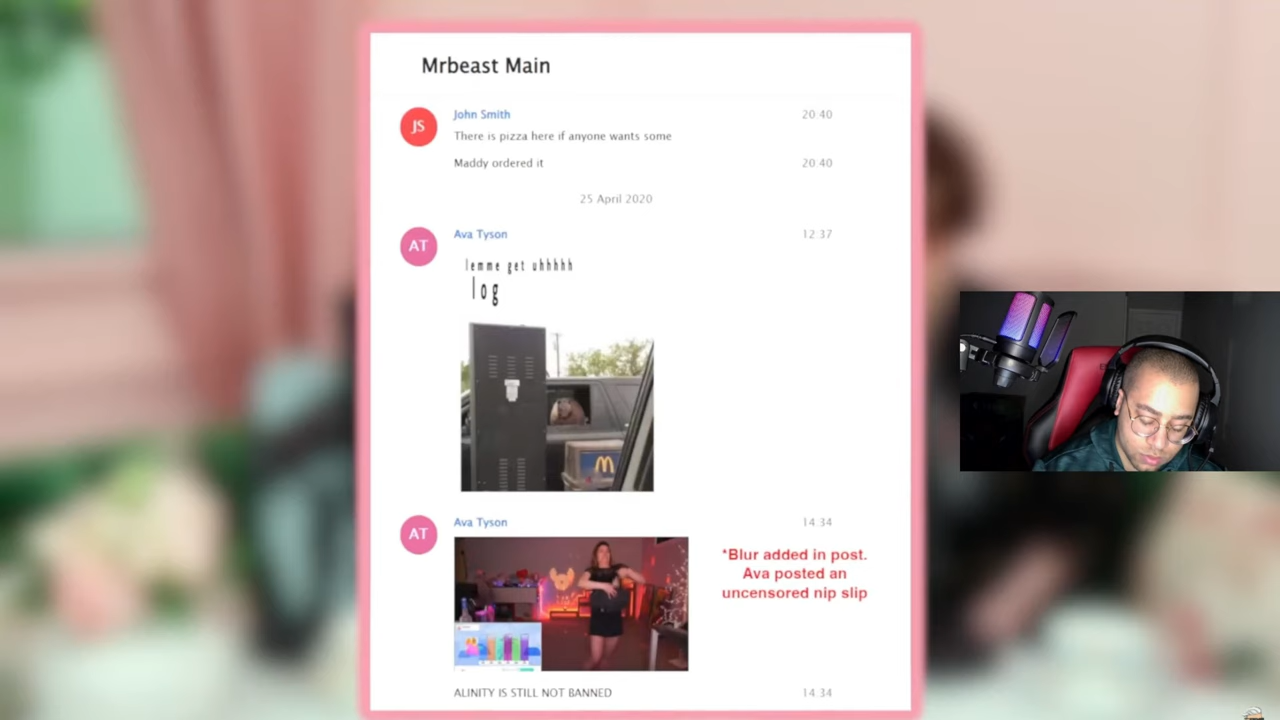 Mrbeast Main
JS
John Smith
20 40
There is pizza here if anyone wants some
Maddy ordered it
20 40
25 April 2020
AT
Ava Tyson
12 37
lemme get uhhhhh
log
AT
Ava Tyson
14 34
*Blur added in post.
Ava posted an
uncensored nip slip
ALINITY IS STILL NOT BANNED
14 34